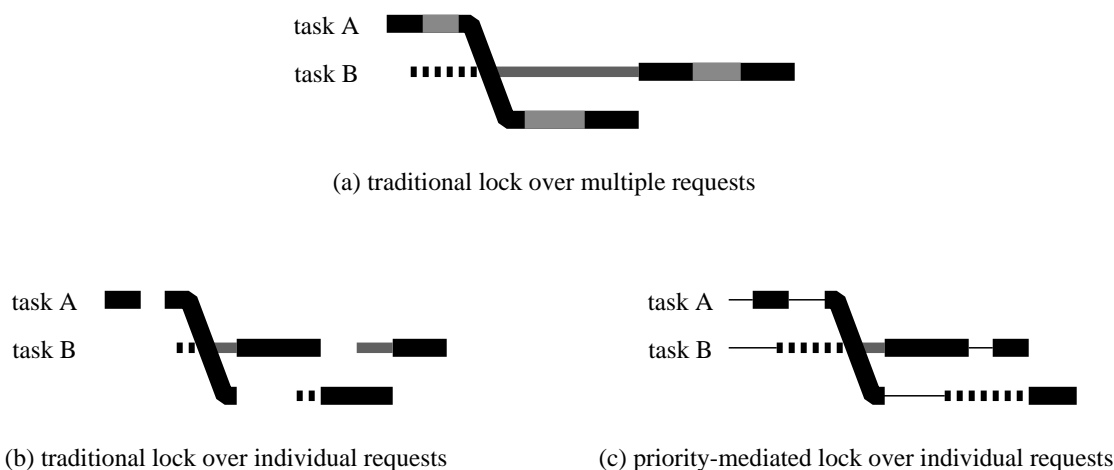 task A
task B
(a) traditional lock over multiple requests
task A
task B
(b) traditional lock over individual requests
task A
task B
(c) priority-mediated lock over individual requests